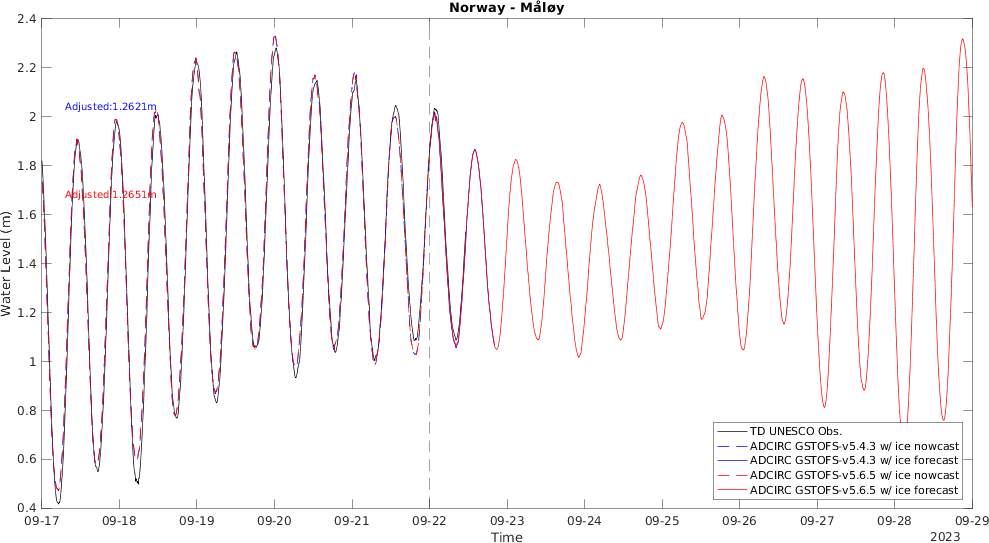 Norway - Måløy
2.4
2.2
2
1.8
1.6
1.4
1.2
1
0.8
0.6
0.4
Water Level (m)
Adjusted:1.2621m
Adjusted:1.2651m
TD UNESCO Obs.
ADCIRC GSTOFS-v5.4.3 w/ ice nowcast
ADCIRC GSTOFS-v5.4.3 w/ ice forecast
ADCIRC GSTOFS-v5.6.5 w/ ice nowcast
ADCIRC GSTOFS-v5.6.5 w/ ice forecast
09-17 09-18 09-19 09-20 09-21 09-22 09-23 09-24 09-25 09-26 09-27 09-28 09-29
Time
2023